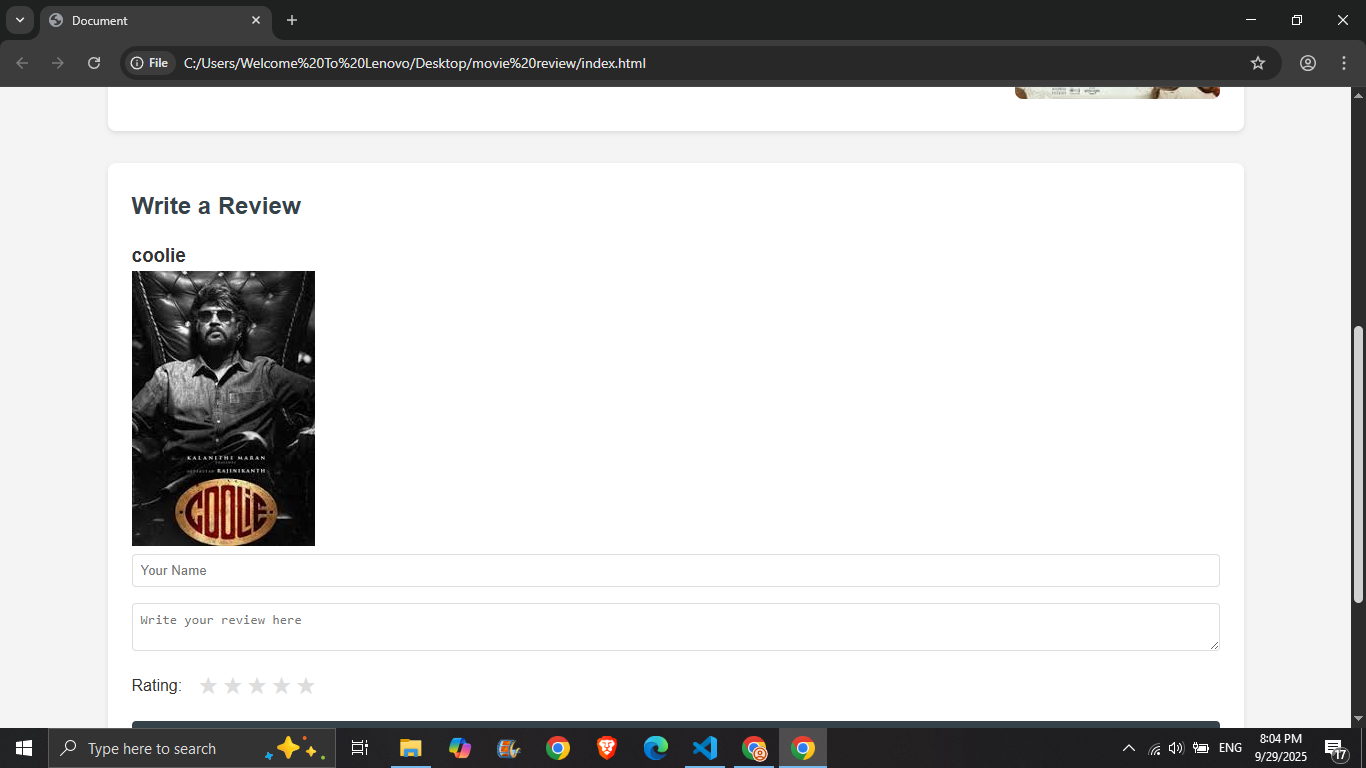 Document
File
C:/Users/Welcome%20To%20Lenovo/Desktop/movie%20review/index.html
Write a Review
coolie
KALANITHI MARAN
RAJINIKANTH
COOLIE
Your Name
Write your review here
Rating:
Type here to search
ENG
8:04 PM
9/29/2025
17